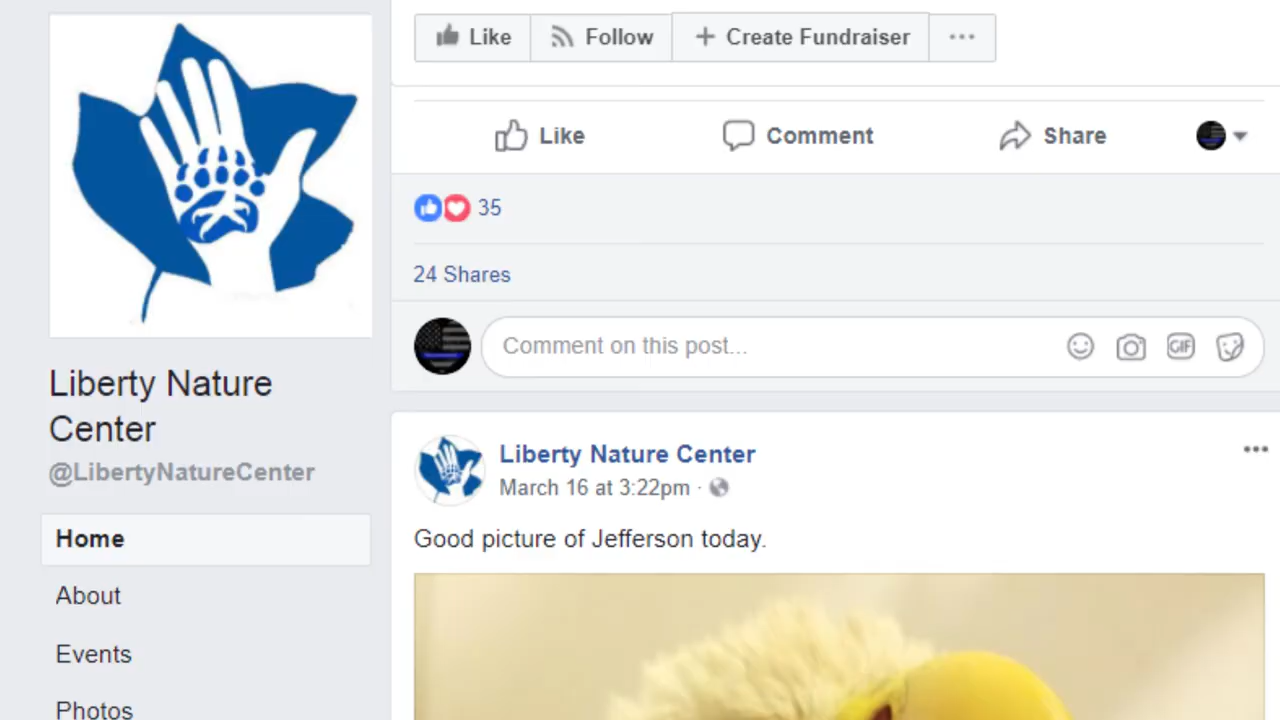 Like
Follow
Create Fundraiser
Like
Comment
Share
35
24 Shares
Comment on this post...
GIF
Liberty Nature
Center
@LibertyNatureCenter
Home
About
Events
Photos
Liberty Nature Center
March 16 at 3:22pm ·
Good picture of Jefferson today.